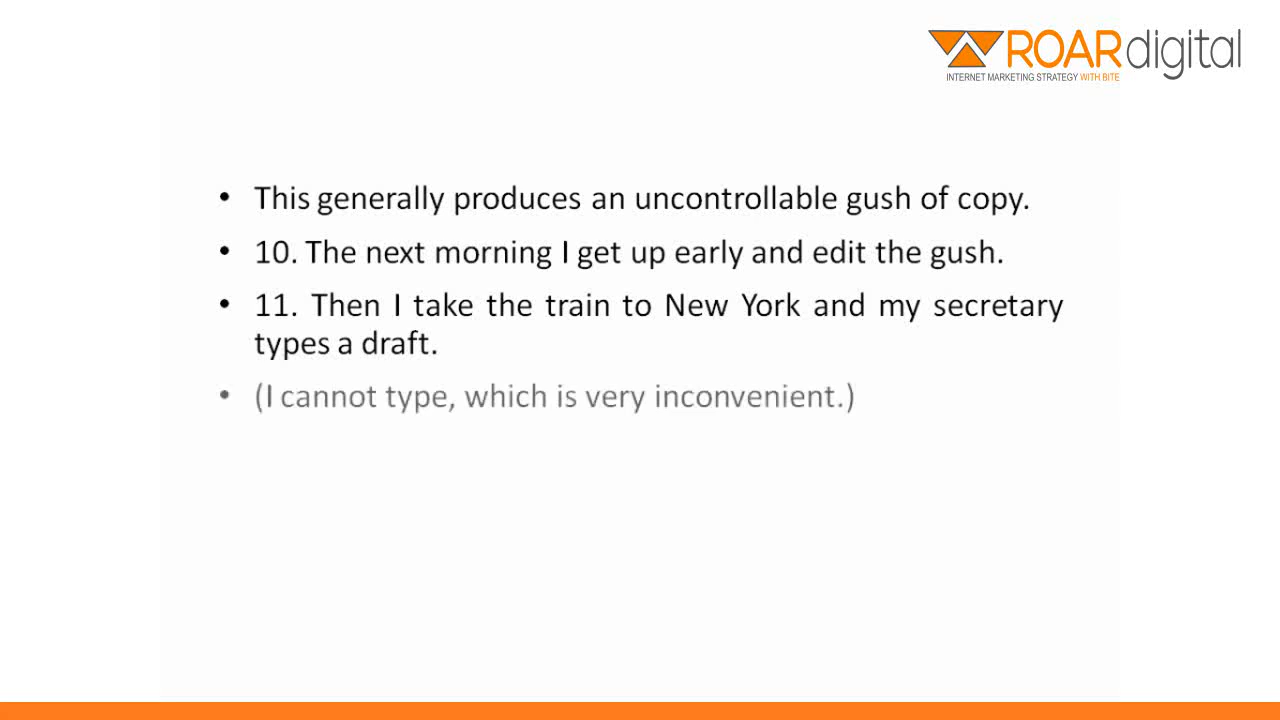 ROARdigital
INTERNET MARKETING STRATEGY WITH BITE
• This generally produces an uncontrollable gush of copy.
• 10. The next morning I get up early and edit the gush.
• 11. Then I take the train to New York and my secretary
types a draft.
• (I cannot type, which is very inconvenient.)